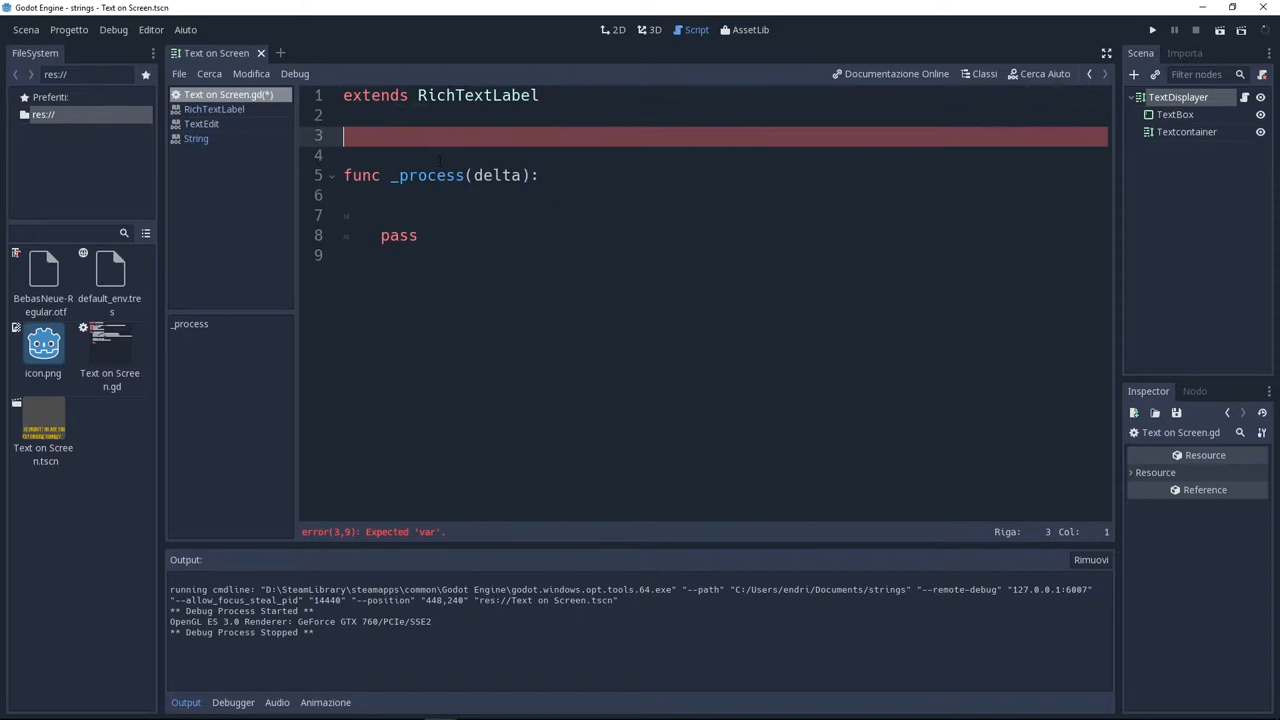 Godot Engine - strings - Text on Screen.tscn
Scena Progetto Debug Editor Aiuto
2D 3D Script AssetLib
FileSystem
res://
Preferiti:
res://
BebasNeue-R
egular.otf
default_env.tre
s
icon.png
Text on Scree
n.gd
Text on Scree
n.tscn
Text on Screen
File Cerca Modifica Debug
Documentazione Online Classi Cerca Aiuto
Text on Screen.gd(*)
RichTextLabel
TextEdit
String
_process
1 extends RichTextLabel
2
3
4
5 func _process(delta):
6
7
8 pass
9
error(3,9): Expected 'var'.
Riga: 3 Col: 1
Output:
Rimuovi
running cmdline: "D:\SteamLibrary\steamapps\common\Godot Engine\godot.windows.opt.tools.64.exe" "--path" "C:/Users/endri/Documents/strings" "--remote-debug" "127.0.0.1:6007"
"--allow_focus_steal_pid" "14440" "--position" "448,240" "res://Text on Screen.tscn"
** Debug Process Started **
OpenGL ES 3.0 Renderer: GeForce GTX 760/PCIe/SSE2
** Debug Process Stopped **
Output Debugger Audio Animazione
Scena Importa
Filter nodes
TextDisplayer
TextBox
Textcontainer
Inspector Nodo
Text on Screen.gd
Resource
Resource
Reference